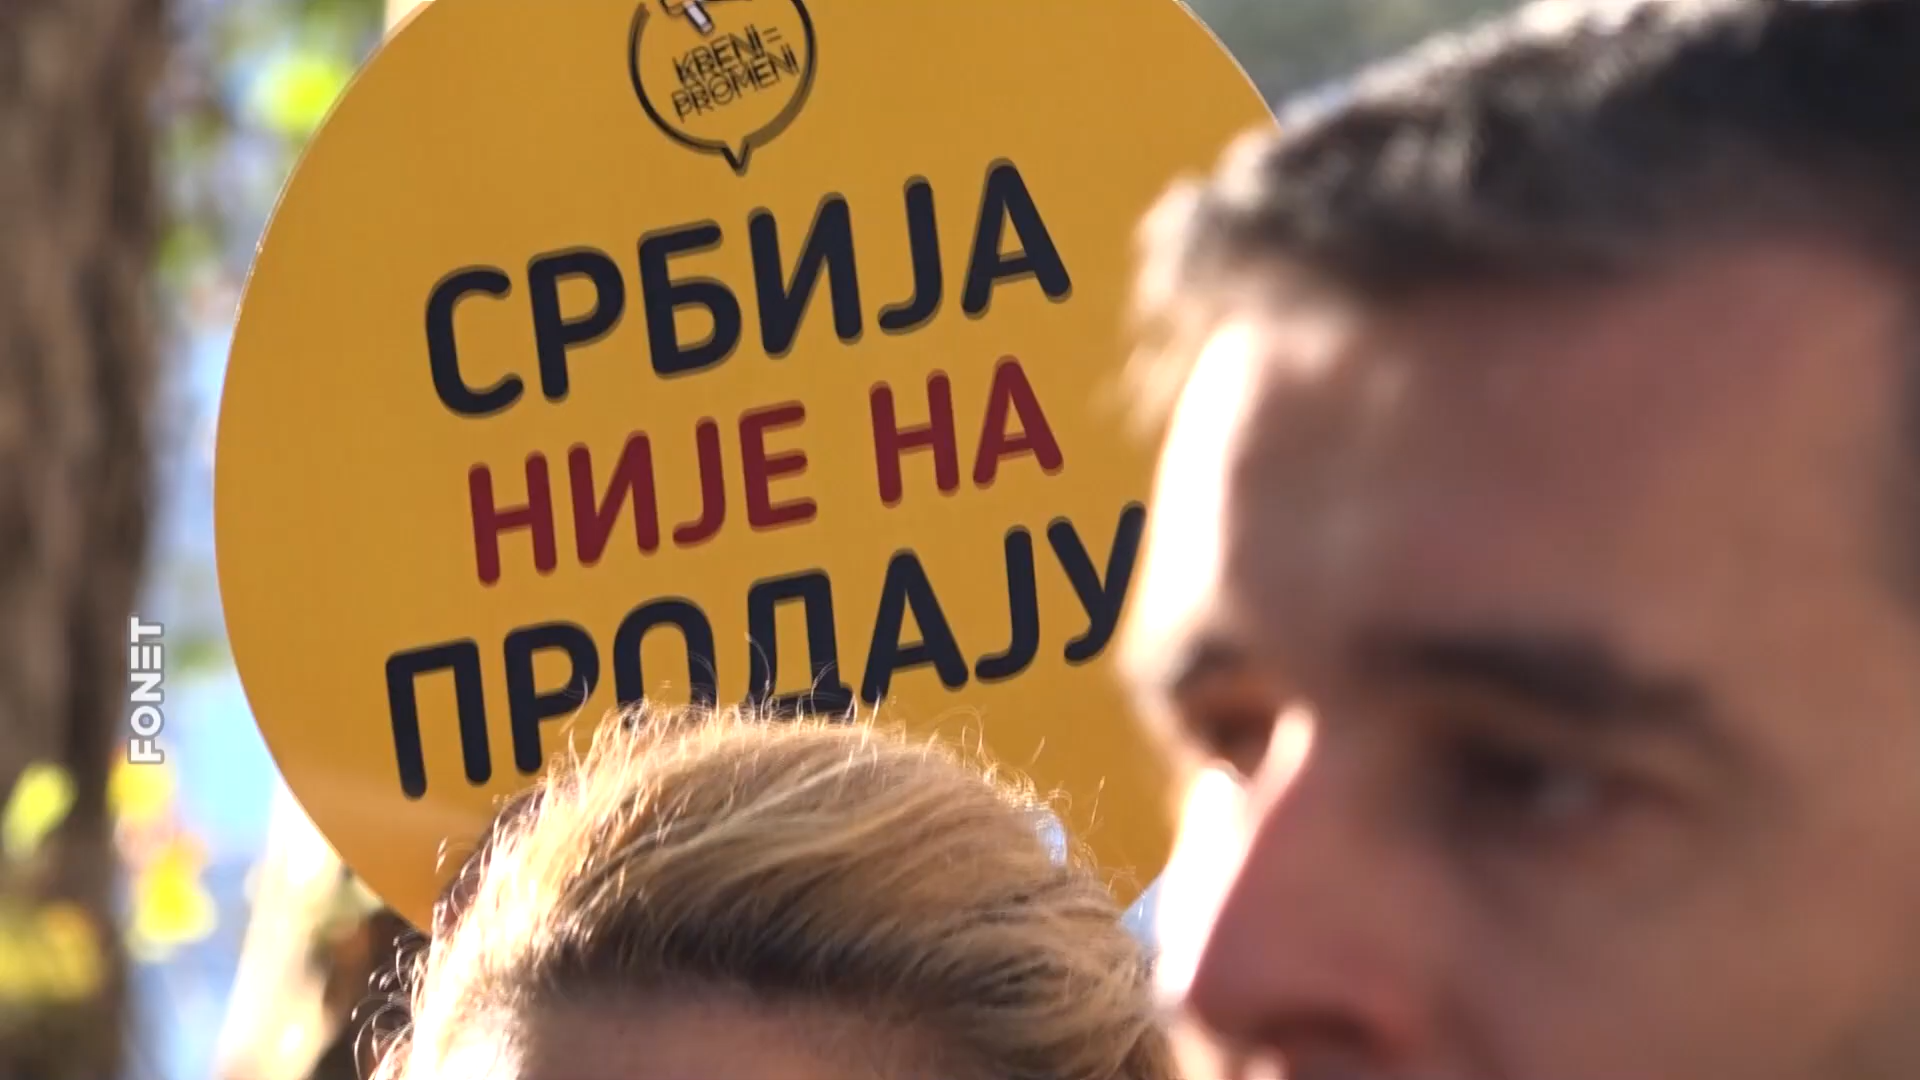 KRENI=
PROMENI
СРБИЈА
НИЈЕ НА
ПРОДАЈУ
FONET